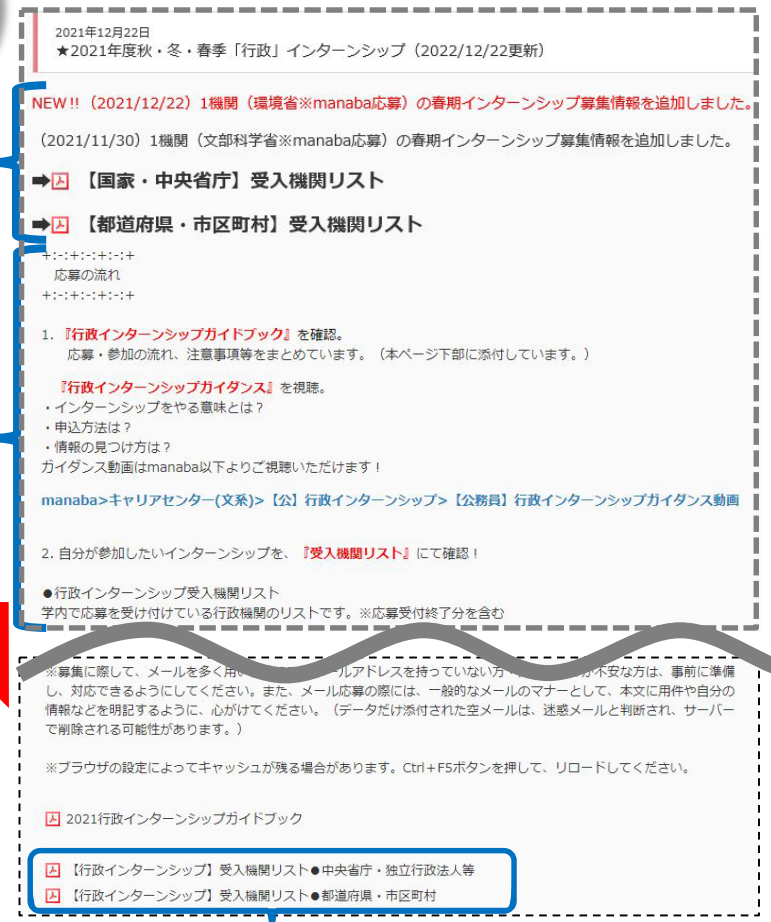 2021年12月22日
★2021年度秋・冬・春季「行政」インターンシップ（2022/12/22更新）
NEW!!（2021/12/22）1機関（環境省※manaba応募）の春期インターンシップ募集情報を追加しました。
（2021/11/30）1機関（文部科学省※manaba応募）の春期インターンシップ募集情報を追加しました。
➡ 【国家・中央省庁】受入機関リスト
➡ 【都道府県・市区町村】受入機関リスト
+:-:+:-:+:-:+
応募の流れ
+:-:+:-:+:-:+
1. 『行政インターンシップガイドブック』を確認。
応募・参加の流れ、注意事項等をまとめています。（本ページ下部に添付しています。）
『行政インターンシップガイダンス』を視聴。
・インターンシップをやる意味とは？
・申込方法は？
・情報の見つけ方は？
ガイダンス動画はmanaba以下よりご視聴いただけます！
manaba>キャリアセンター(文系)>【公】行政インターンシップ>【公務員】行政インターンシップガイダンス動画
2. 自分が参加したいインターンシップを、『受入機関リスト』にて確認！
●行政インターンシップ受入機関リスト
学内で応募を受け付けている行政機関のリストです。※応募受付終了分を含む
※募集に際して、メールを多く用い ールアドレスを持っていない方 が不安な方は、事前に準備
し、対応できるようにしてください。また、メール応募の際には、一般的なメールのマナーとして、本文に用件や自分の
情報などを明記するように、心がけてください。（データだけ添付された空メールは、迷惑メールと判断され、サーバー
で削除される可能性があります。）
※ブラウザの設定によってキャッシュが残る場合があります。Ctrl+F5ボタンを押して、リロードしてください。
2021行政インターンシップガイドブック
【行政インターンシップ】受入機関リスト●中央省庁・独立行政法人等
【行政インターンシップ】受入機関リスト●都道府県・市区町村